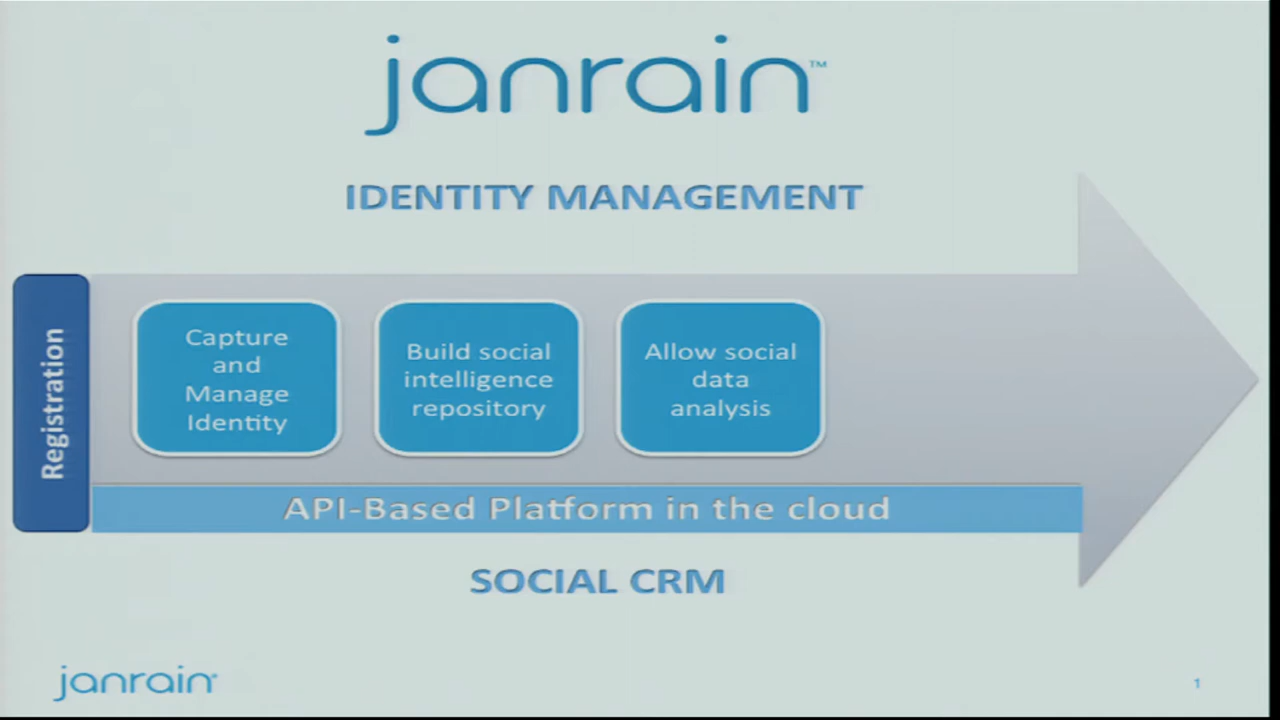 janrain™
IDENTITY MANAGEMENT
Registration
Capture
and
Manage
Identity
Build social
intelligence
repository
Allow social
data
analysis
API-Based Platform in the cloud
SOCIAL CRM
janrain
1